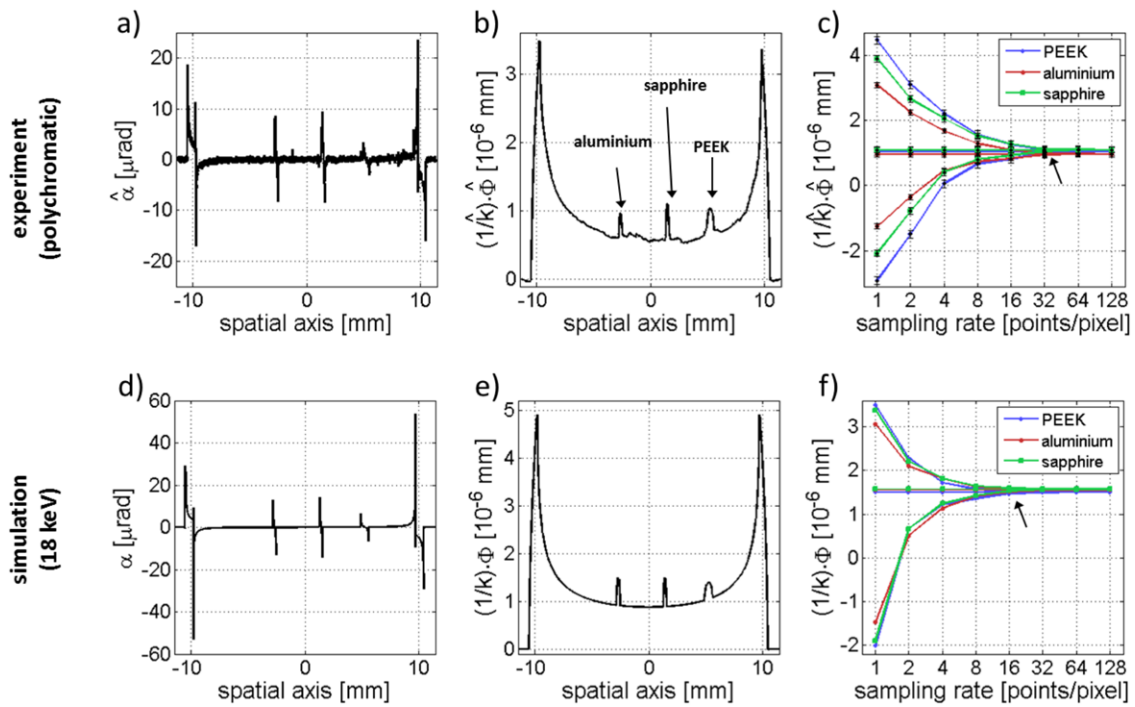 a)
b)
c)
experiment
(polychromatic)
α̂ [μrad]
20
10
0
-10
-20
-10
0
10
spatial axis [mm]
(1/k̂)·Φ̂ [10⁻⁶ mm]
3
2
1
0
aluminium
sapphire
PEEK
-10
0
10
spatial axis [mm]
(1/k̂)·Φ̂ [10⁻⁶ mm]
4
2
0
-2
PEEK
aluminium
sapphire
1 2 4 8 16 32 64 128
sampling rate [points/pixel]
d)
e)
f)
simulation
(18 keV)
α [μrad]
60
40
20
0
-20
-40
-60
-10
0
10
spatial axis [mm]
(1/k)·Φ [10⁻⁶ mm]
5
4
3
2
1
0
-10
0
10
spatial axis [mm]
(1/k)·Φ [10⁻⁶ mm]
3
2
1
0
-1
-2
PEEK
aluminium
sapphire
1 2 4 8 16 32 64 128
sampling rate [points/pixel]